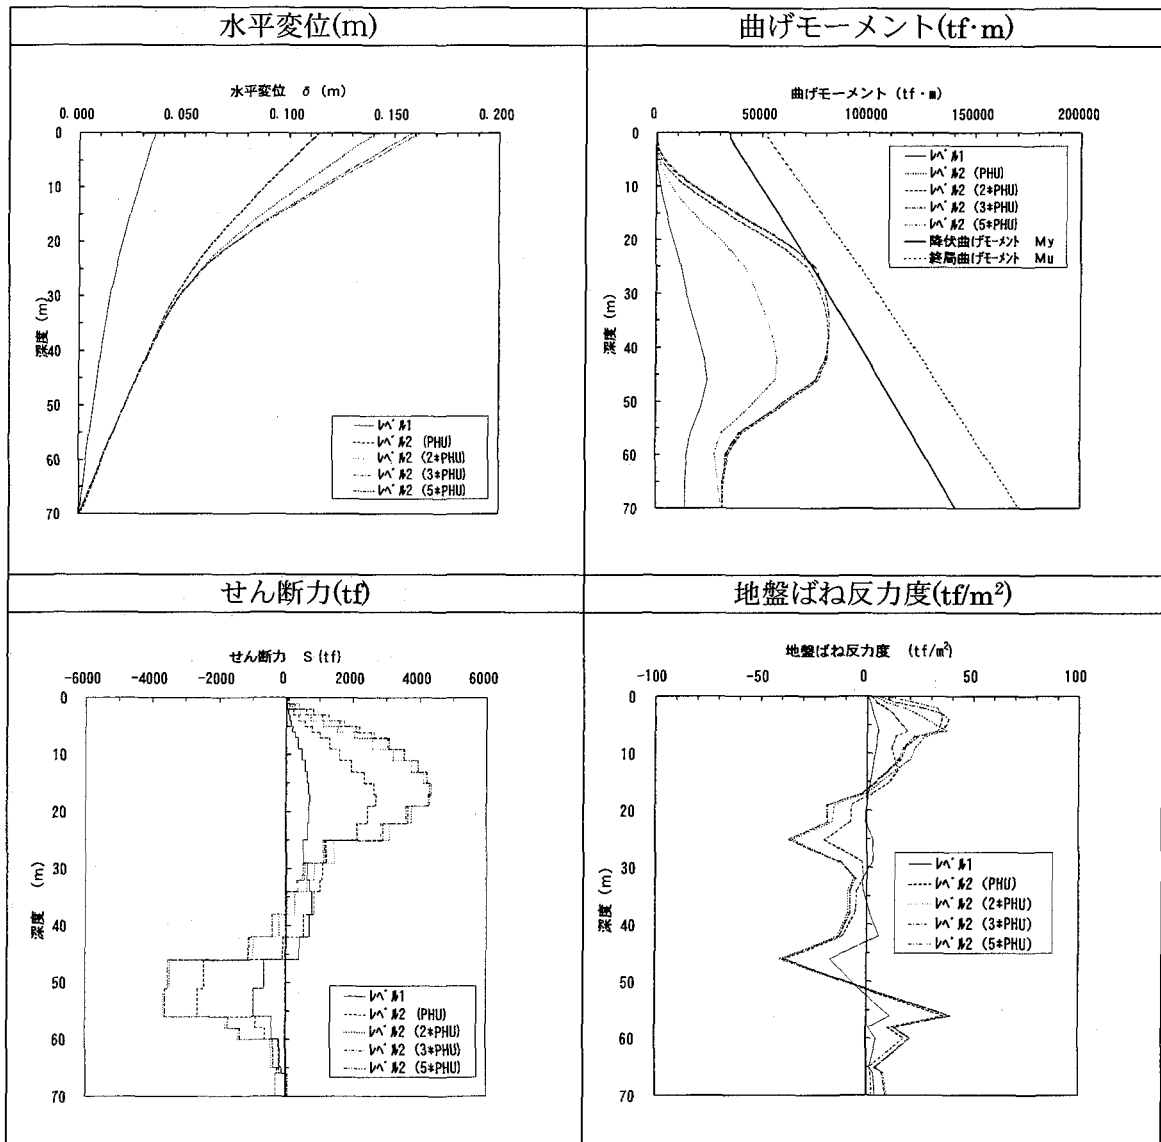 水平変位(m)
水平変位 δ (m)
0.000 0.050 0.100 0.150 0.200
0
10
20
30
40
50
60
70
深度 (m)
レベル1
レベル2 (PHU)
レベル2 (2*PHU)
レベル2 (3*PHU)
レベル2 (5*PHU)
曲げモーメント(tf·m)
曲げモーメント (tf・m)
0 50000 100000 150000 200000
0
10
20
30
40
50
60
70
深度 (m)
レベル1
レベル2 (PHU)
レベル2 (2*PHU)
レベル2 (3*PHU)
レベル2 (5*PHU)
降伏曲げモーメント My
終局曲げモーメント Mu
せん断力(tf)
せん断力 S (tf)
-6000 -4000 -2000 0 2000 4000 6000
0
10
20
30
40
50
60
70
深度 (m)
レベル1
レベル2 (PHU)
レベル2 (2*PHU)
レベル2 (3*PHU)
レベル2 (5*PHU)
地盤ばね反力度(tf/m²)
地盤ばね反力度 (tf/m²)
-100 -50 0 50 100
0
10
20
30
40
50
60
70
深度 (m)
レベル1
レベル2 (PHU)
レベル2 (2*PHU)
レベル2 (3*PHU)
レベル2 (5*PHU)